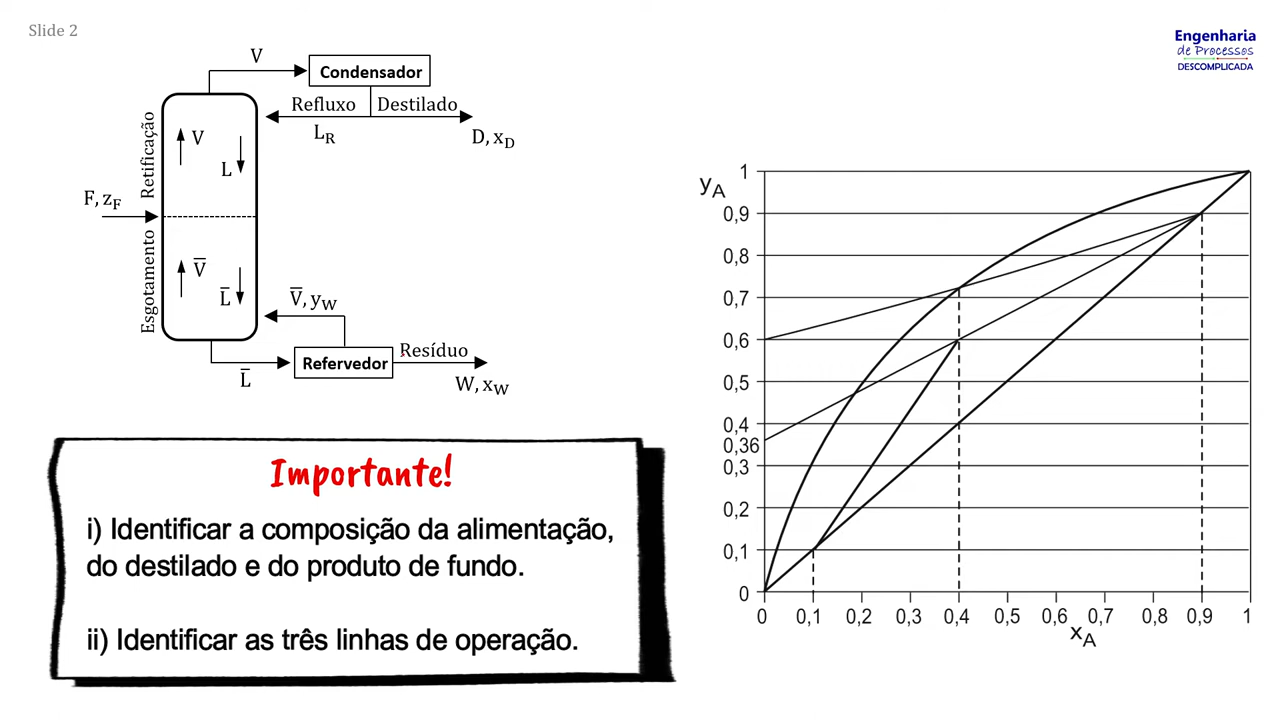 Slide 2
Engenharia
de Processos
DESCOMPLICADA
V
Condensador
Refluxo
Destilado
L_R
D, x_D
Retificação
V
L
F, z_F
Esgotamento
V̅
L̅
V̅, y_W
Resíduo
Refervedor
L̅
W, x_W
Importante!
i) Identificar a composição da alimentação,
do destilado e do produto de fundo.
ii) Identificar as três linhas de operação.
y_A
1
0,9
0,8
0,7
0,6
0,5
0,4
0,36
0,3
0,2
0,1
0
0 0,1 0,2 0,3 0,4 0,5 0,6 0,7 0,8 0,9 1
x_A